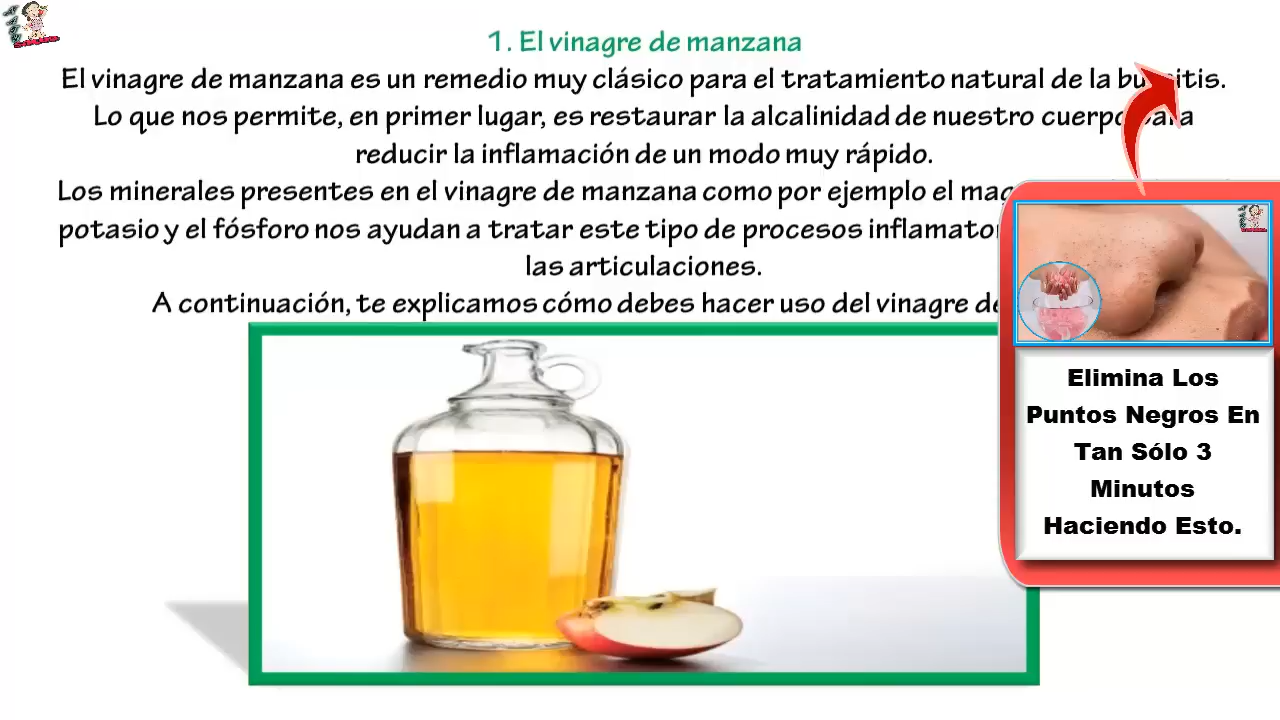 1. El vinagre de manzana
El vinagre de manzana es un remedio muy clásico para el tratamiento natural de la
Lo que nos permite, en primer lugar, es restaurar la alcalinidad de nuestro cuerpo para
reducir la inflamación de un modo muy rápido.
Los minerales presentes en el vinagre de manzana como por ejemplo el
potasio y el fósforo nos ayudan a tratar este tipo de procesos
las articulaciones.
A continuación, te explicamos cómo debes hacer uso del vinagre
Elimina Los
Puntos Negros En
Tan Sólo 3
Minutos
Haciendo Esto.